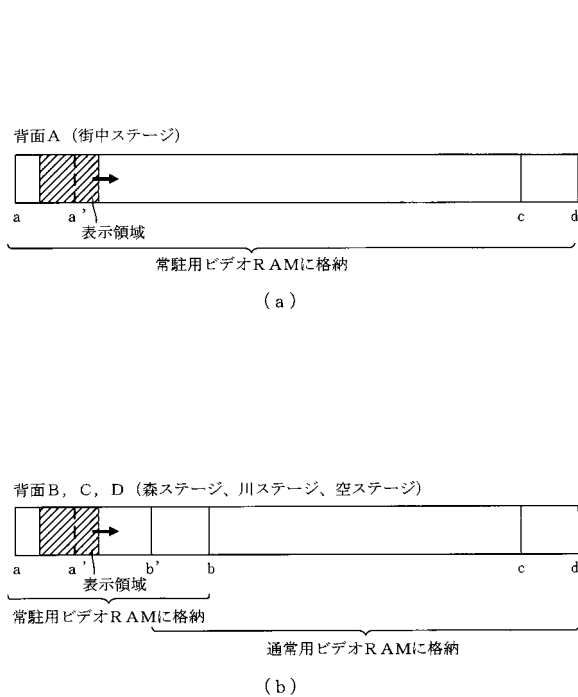 背面A（街中ステージ）
a a' c d
表示領域
常駐用ビデオRAMに格納
(a)
背面B，C，D（森ステージ、川ステージ、空ステージ）
a a' b' b c d
表示領域
常駐用ビデオRAMに格納
通常用ビデオRAMに格納
(b)